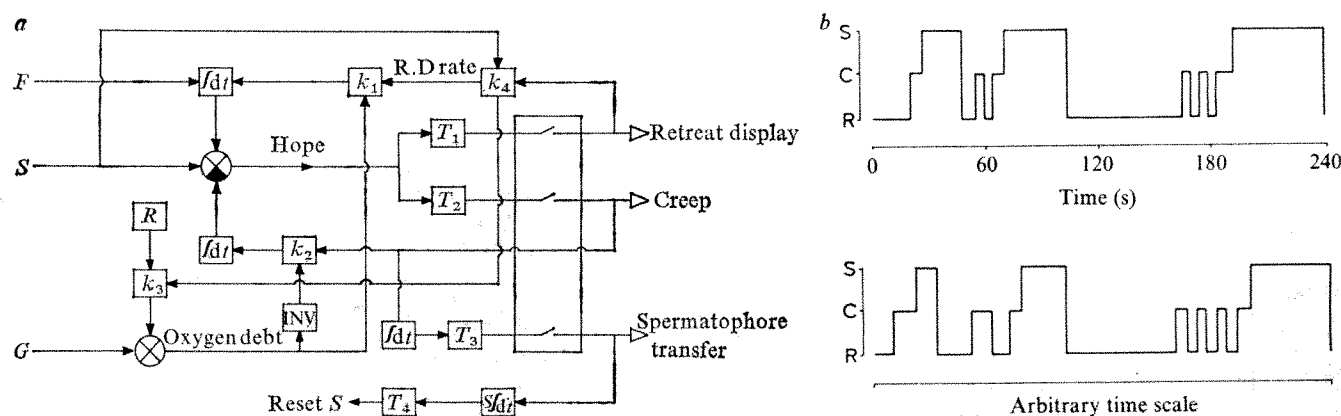 a
F
∫dt
k₁
R.D rate
k₄
S
Hope
T₁
Retreat display
T₂
Creep
R
∫dt
k₂
k₃
INV
G
Oxygen debt
∫dt
T₃
Spermatophore
transfer
Reset S
T₄
S∫dt
b
S
C
R
0 60 120 180 240
Time (s)
S
C
R
Arbitrary time scale